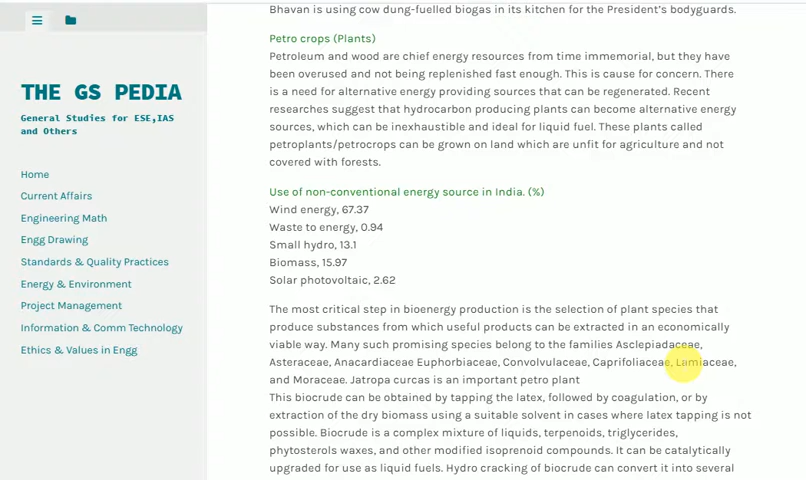 THE GS PEDIA
General Studies for ESE,IAS
and Others
Home
Current Affairs
Engineering Math
Engg Drawing
Standards & Quality Practices
Energy & Environment
Project Management
Information & Comm Technology
Ethics & Values in Engg
Bhavan is using cow dung-fuelled biogas in its kitchen for the President's bodyguards.
Petro crops (Plants)
Petroleum and wood are chief energy resources from time immemorial, but they have
been overused and not being replenished fast enough. This is cause for concern. There
is a need for alternative energy providing sources that can be regenerated. Recent
researches suggest that hydrocarbon producing plants can become alternative energy
sources, which can be inexhaustible and ideal for liquid fuel. These plants called
petroplants/petrocrops can be grown on land which are unfit for agriculture and not
covered with forests.
Use of non-conventional energy source in India. (%)
Wind energy, 67.37
Waste to energy, 0.94
Small hydro, 13.1
Biomass, 15.97
Solar photovoltaic, 2.62
The most critical step in bioenergy production is the selection of plant species that
produce substances from which useful products can be extracted in an economically
viable way. Many such promising species belong to the families Asclepiadaceae,
Asteraceae, Anacardiaceae Euphorbiaceae, Convolvulaceae, Caprifoliaceae, Lamiaceae,
and Moraceae. Jatropa curcas is an important petro plant
This biocrude can be obtained by tapping the latex, followed by coagulation, or by
extraction of the dry biomass using a suitable solvent in cases where latex tapping is not
possible. Biocrude is a complex mixture of liquids, terpenoids, triglycerides,
phytosterols waxes, and other modified isoprenoid compounds. It can be catalytically
upgraded for use as liquid fuels. Hydro cracking of biocrude can convert it into several